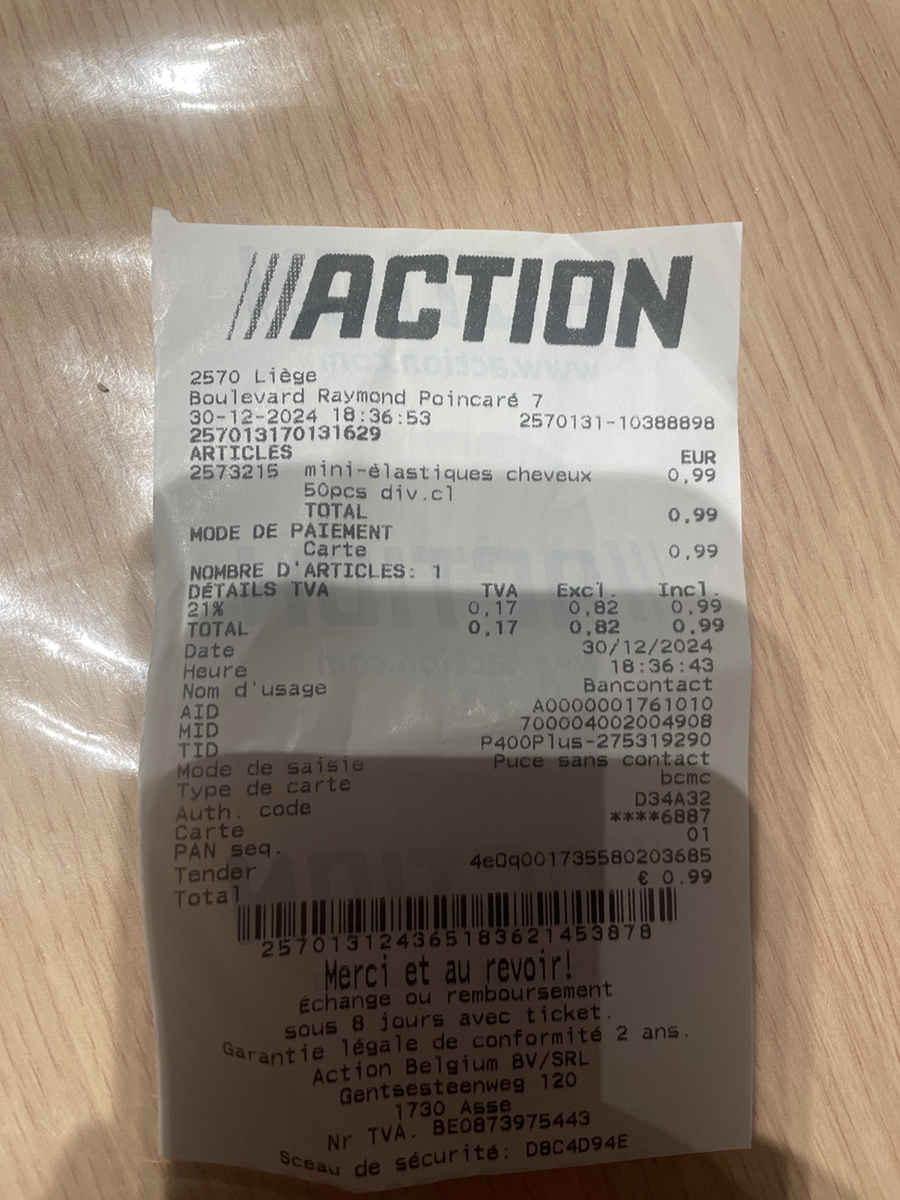 ACTION
2570 Liège
Boulevard Raymond Poincaré 7
30-12-2024 18:36:53 2570131-10388898
257013170131629
ARTICLES EUR
2573215 mini-élastiques cheveux 0,99
50pcs div.cl
TOTAL 0,99
MODE DE PAIEMENT
Carte 0,99
NOMBRE D'ARTICLES: 1
DÉTAILS TVA TVA Excl. Incl.
21% 0,17 0,82 0,99
TOTAL 0,17 0,82 0,99
Date 30/12/2024
Heure 18:36:43
Nom d'usage Bancontact
AID A0000001761010
MID 700004002004908
TID P400Plus-275319290
Mode de saisie Puce sans contact
Type de carte bcmc
Auth. code D34A32
Carte ****6887
PAN seq. 01
Tender 4e0q001735580203685
Total € 0.99
257013124365183621453878
Merci et au revoir!
Échange ou remboursement
sous 8 jours avec ticket.
Garantie légale de conformité 2 ans.
Action Belgium BV/SRL
Gentsesteenweg 120
1730 Asse
Nr TVA. BE0873975443
Sceau de sécurité: D8C4D94E